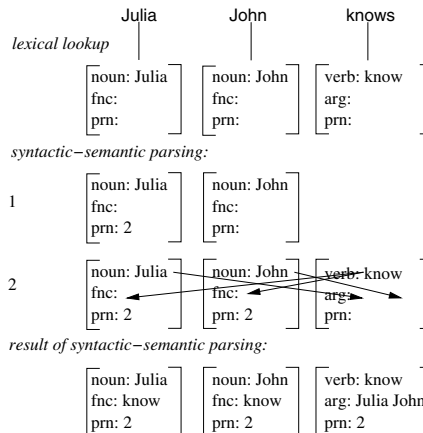 Julia John knows
lexical lookup
noun: Julia noun: John verb: know
fnc: fnc: arg:
prn: prn: prn:
syntactic−semantic parsing:
noun: Julia noun: John
1 fnc: fnc:
prn: 2 prn:
noun: Julia noun: John verb: know
2 fnc: fnc: arg:
prn: 2 prn: 2 prn:
result of syntactic−semantic parsing:
noun: Julia noun: John verb: know
fnc: know fnc: know arg: Julia John
prn: 2 prn: 2 prn: 2